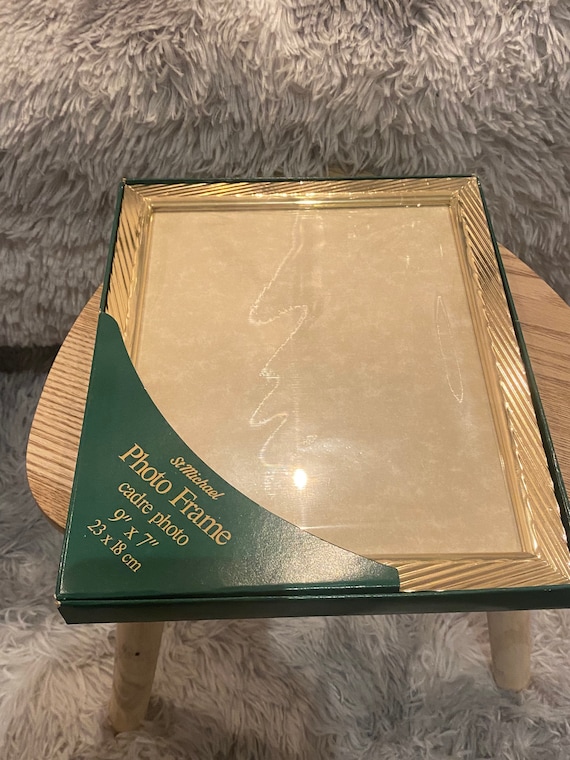 St Michael
Photo Frame
cadre photo
9" x 7"
23 x 18 cm